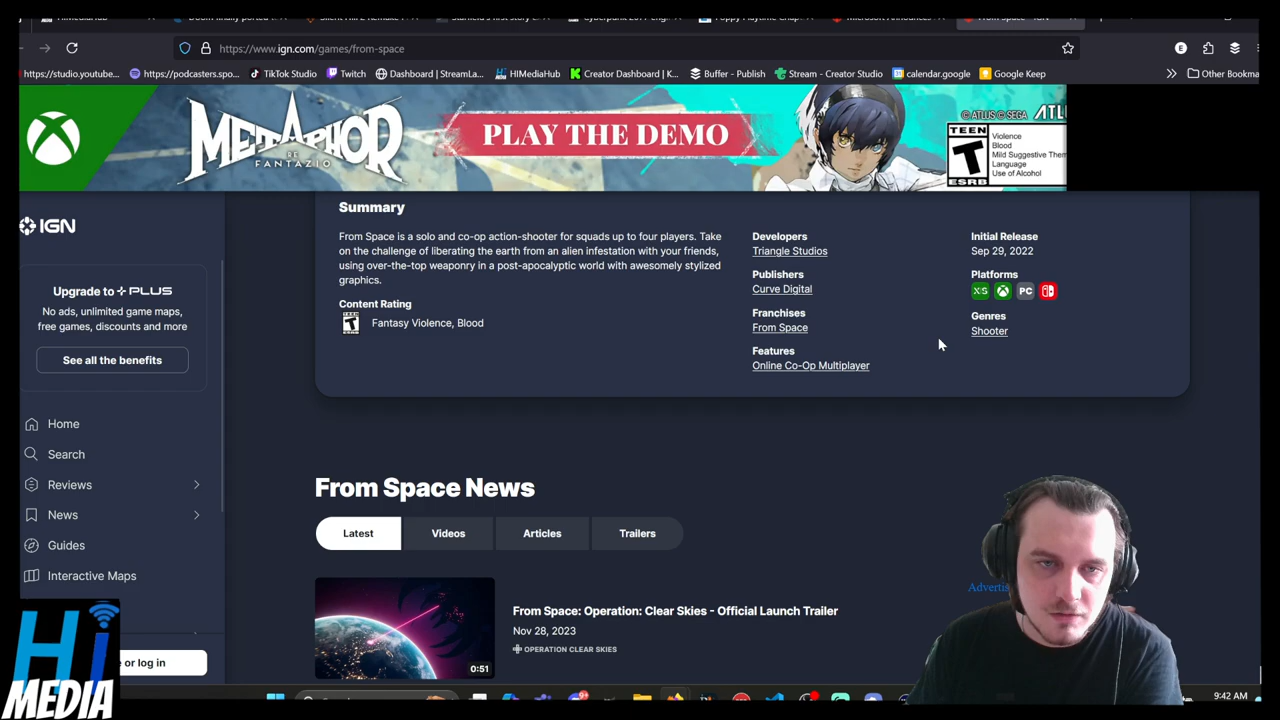 https://www.ign.com/games/from-space
E
https://studio.youtube...
https://podcasters.spo...
TikTok Studio
Twitch
Dashboard | StreamLa...
HIMediaHub
Creator Dashboard | K...
Buffer - Publish
Stream - Creator Studio
calendar.google
Google Keep
Other Bookma
METAPHOR
RE FANTAZIO
PLAY THE DEMO
© ATLUS © SEGA
ATL
TEEN
T
ESRB
Violence
Blood
Mild Suggestive Them
Language
Use of Alcohol
IGN
Upgrade to PLUS
No ads, unlimited game maps,
free games, discounts and more
See all the benefits
Home
Search
Reviews
News
Guides
Interactive Maps
e or log in
Summary
From Space is a solo and co-op action-shooter for squads up to four players. Take
on the challenge of liberating the earth from an alien infestation with your friends,
using over-the-top weaponry in a post-apocalyptic world with awesomely stylized
graphics.
Content Rating
T
Fantasy Violence, Blood
Developers
Triangle Studios
Publishers
Curve Digital
Franchises
From Space
Features
Online Co-Op Multiplayer
Initial Release
Sep 29, 2022
Platforms
X|S
PC
Genres
Shooter
From Space News
Latest
Videos
Articles
Trailers
0:51
From Space: Operation: Clear Skies - Official Launch Trailer
Nov 28, 2023
OPERATION CLEAR SKIES
Advertis
Hi
MEDIA
9:42 AM